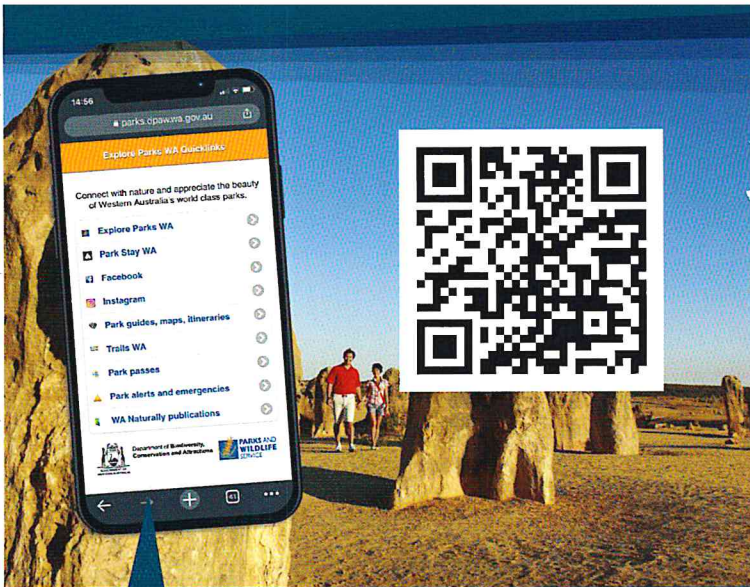 14:56
parks.dpaw.wa.gov.au
Explore Parks WA Quicklinks
Connect with nature and appreciate the beauty
of Western Australia's world class parks.
Explore Parks WA
Park Stay WA
Facebook
Instagram
Park guides, maps, itineraries
Trails WA
Park passes
Park alerts and emergencies
WA Naturally publications
Department of Biodiversity,
Conservation and Attractions
PARKS AND
WILDLIFE
SERVICE